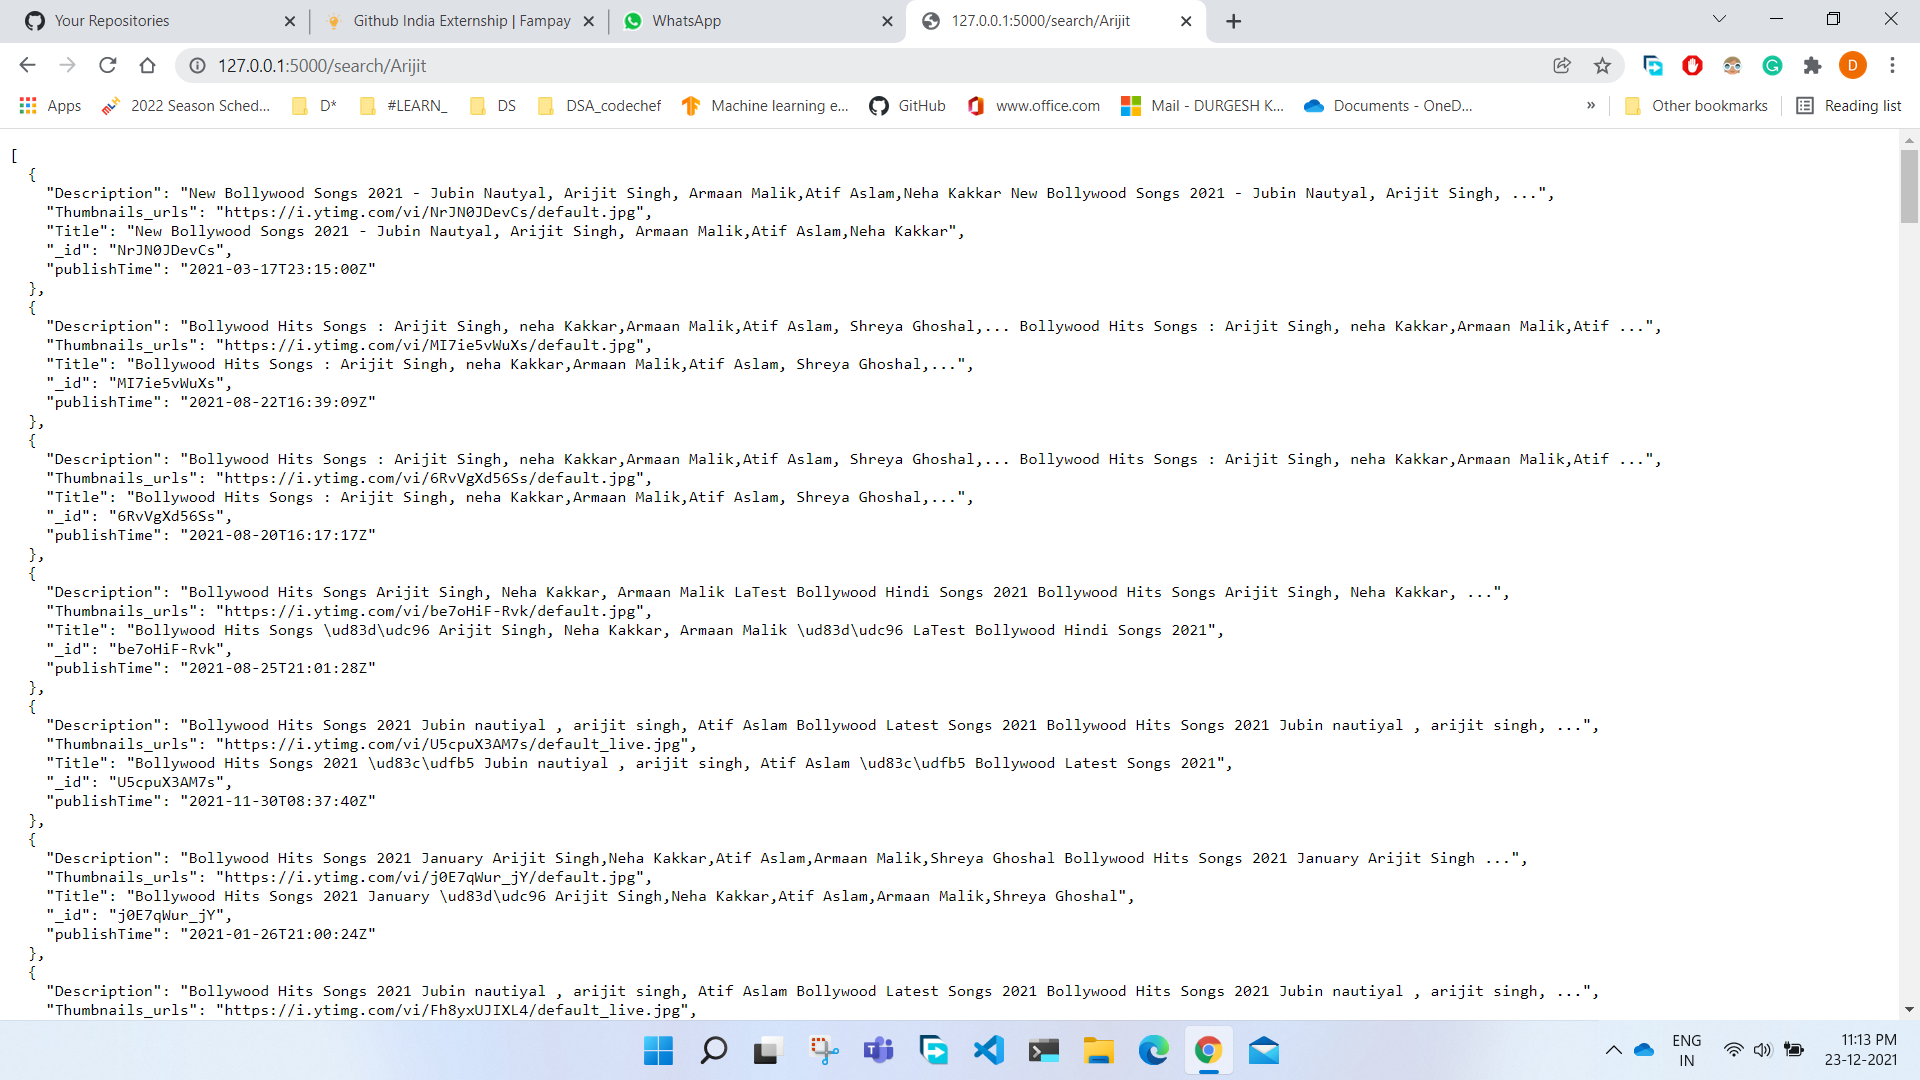 Your Repositories
Github India Externship | Fampay
WhatsApp
127.0.0.1:5000/search/Arijit
127.0.0.1:5000/search/Arijit
D
Apps
2022 Season Sched...
D*
#LEARN_
DS
DSA_codechef
Machine learning e...
GitHub
www.office.com
Mail - DURGESH K...
Documents - OneD...
»
Other bookmarks
Reading list
[
{
"Description": "New Bollywood Songs 2021 - Jubin Nautyal, Arijit Singh, Armaan Malik,Atif Aslam,Neha Kakkar New Bollywood Songs 2021 - Jubin Nautyal, Arijit Singh, ...",
"Thumbnails_urls": "https://i.ytimg.com/vi/NrJN0JDevCs/default.jpg",
"Title": "New Bollywood Songs 2021 - Jubin Nautyal, Arijit Singh, Armaan Malik,Atif Aslam,Neha Kakkar",
"_id": "NrJN0JDevCs",
"publishTime": "2021-03-17T23:15:00Z"
},
{
"Description": "Bollywood Hits Songs : Arijit Singh, neha Kakkar,Armaan Malik,Atif Aslam, Shreya Ghoshal,... Bollywood Hits Songs : Arijit Singh, neha Kakkar,Armaan Malik,Atif ...",
"Thumbnails_urls": "https://i.ytimg.com/vi/MI7ie5vWuXs/default.jpg",
"Title": "Bollywood Hits Songs : Arijit Singh, neha Kakkar,Armaan Malik,Atif Aslam, Shreya Ghoshal,...",
"_id": "MI7ie5vWuXs",
"publishTime": "2021-08-22T16:39:09Z"
},
{
"Description": "Bollywood Hits Songs : Arijit Singh, neha Kakkar,Armaan Malik,Atif Aslam, Shreya Ghoshal,... Bollywood Hits Songs : Arijit Singh, neha Kakkar,Armaan Malik,Atif ...",
"Thumbnails_urls": "https://i.ytimg.com/vi/6RvVgXd56Ss/default.jpg",
"Title": "Bollywood Hits Songs : Arijit Singh, neha Kakkar,Armaan Malik,Atif Aslam, Shreya Ghoshal,...",
"_id": "6RvVgXd56Ss",
"publishTime": "2021-08-20T16:17:17Z"
},
{
"Description": "Bollywood Hits Songs Arijit Singh, Neha Kakkar, Armaan Malik LaTest Bollywood Hindi Songs 2021 Bollywood Hits Songs Arijit Singh, Neha Kakkar, ...",
"Thumbnails_urls": "https://i.ytimg.com/vi/be7oHiF-Rvk/default.jpg",
"Title": "Bollywood Hits Songs \ud83d\udc96 Arijit Singh, Neha Kakkar, Armaan Malik \ud83d\udc96 LaTest Bollywood Hindi Songs 2021",
"_id": "be7oHiF-Rvk",
"publishTime": "2021-08-25T21:01:28Z"
},
{
"Description": "Bollywood Hits Songs 2021 Jubin nautiyal , arijit singh, Atif Aslam Bollywood Latest Songs 2021 Bollywood Hits Songs 2021 Jubin nautiyal , arijit singh, ...",
"Thumbnails_urls": "https://i.ytimg.com/vi/U5cpuX3AM7s/default_live.jpg",
"Title": "Bollywood Hits Songs 2021 \ud83c\udfb5 Jubin nautiyal , arijit singh, Atif Aslam \ud83c\udfb5 Bollywood Latest Songs 2021",
"_id": "U5cpuX3AM7s",
"publishTime": "2021-11-30T08:37:40Z"
},
{
"Description": "Bollywood Hits Songs 2021 January Arijit Singh,Neha Kakkar,Atif Aslam,Armaan Malik,Shreya Ghoshal Bollywood Hits Songs 2021 January Arijit Singh ...",
"Thumbnails_urls": "https://i.ytimg.com/vi/j0E7qWur_jY/default.jpg",
"Title": "Bollywood Hits Songs 2021 January \ud83d\udc96 Arijit Singh,Neha Kakkar,Atif Aslam,Armaan Malik,Shreya Ghoshal",
"_id": "j0E7qWur_jY",
"publishTime": "2021-01-26T21:00:24Z"
},
{
"Description": "Bollywood Hits Songs 2021 Jubin nautiyal , arijit singh, Atif Aslam Bollywood Latest Songs 2021 Bollywood Hits Songs 2021 Jubin nautiyal , arijit singh, ...",
"Thumbnails_urls": "https://i.ytimg.com/vi/Fh8yxUJIXL4/default_live.jpg",
ENG
IN
11:13 PM
23-12-2021